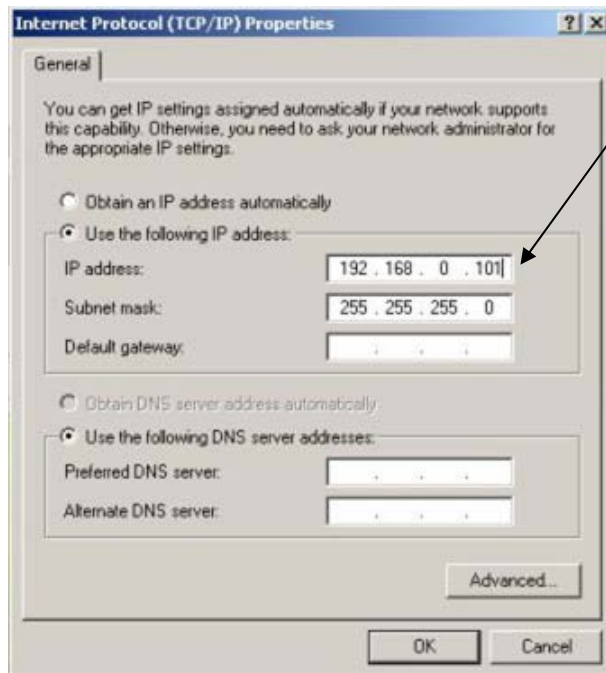 Internet Protocol (TCP/IP) Properties
General
You can get IP settings assigned automatically if your network supports
this capability. Otherwise, you need to ask your network administrator for
the appropriate IP settings.
Obtain an IP address automatically
Use the following IP address:
IP address: 192 . 168 . 0 . 101
Subnet mask: 255 . 255 . 255 . 0
Default gateway: . . .
Obtain DNS server address automatically
Use the following DNS server addresses:
Preferred DNS server: . . .
Alternate DNS server: . . .
Advanced...
OK Cancel